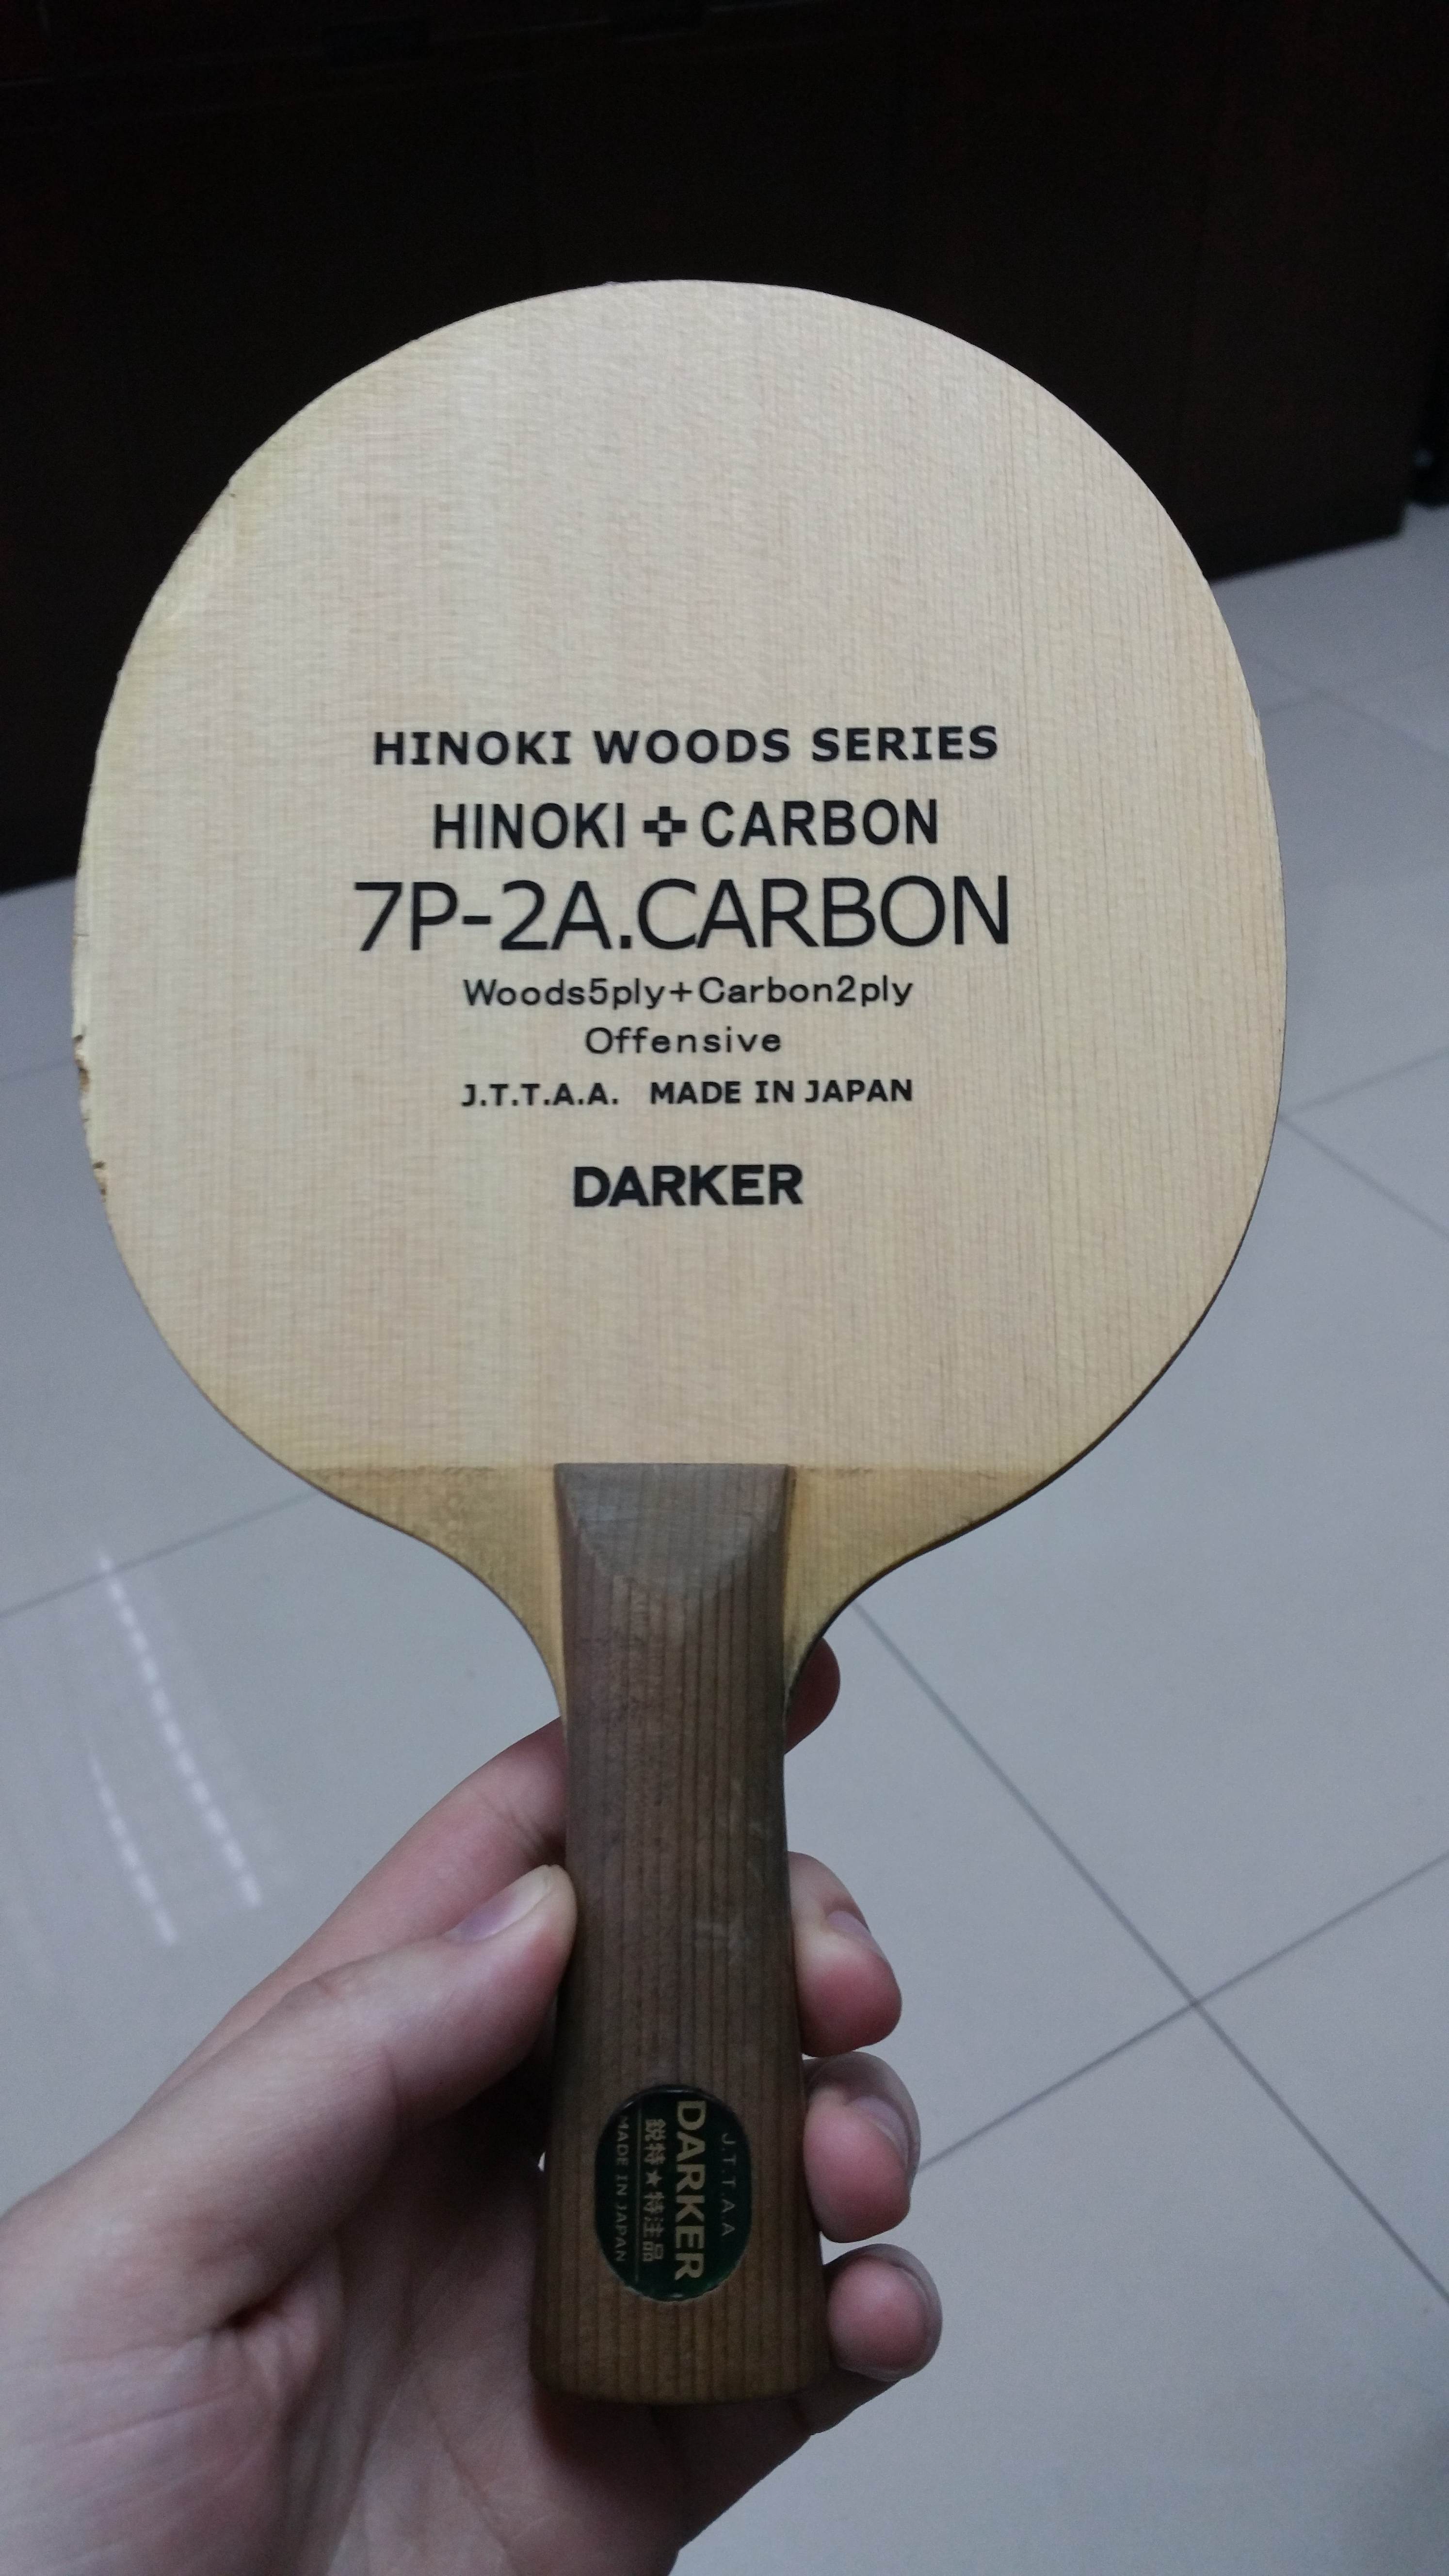 HINOKI WOODS SERIES
HINOKI✜CARBON
7P-2A.CARBON
Woods5ply+Carbon2ply
Offensive
J.T.T.A.A. MADE IN JAPAN
DARKER
J.T.T.A.A
DARKER
鋭特★特注品
MADE IN JAPAN